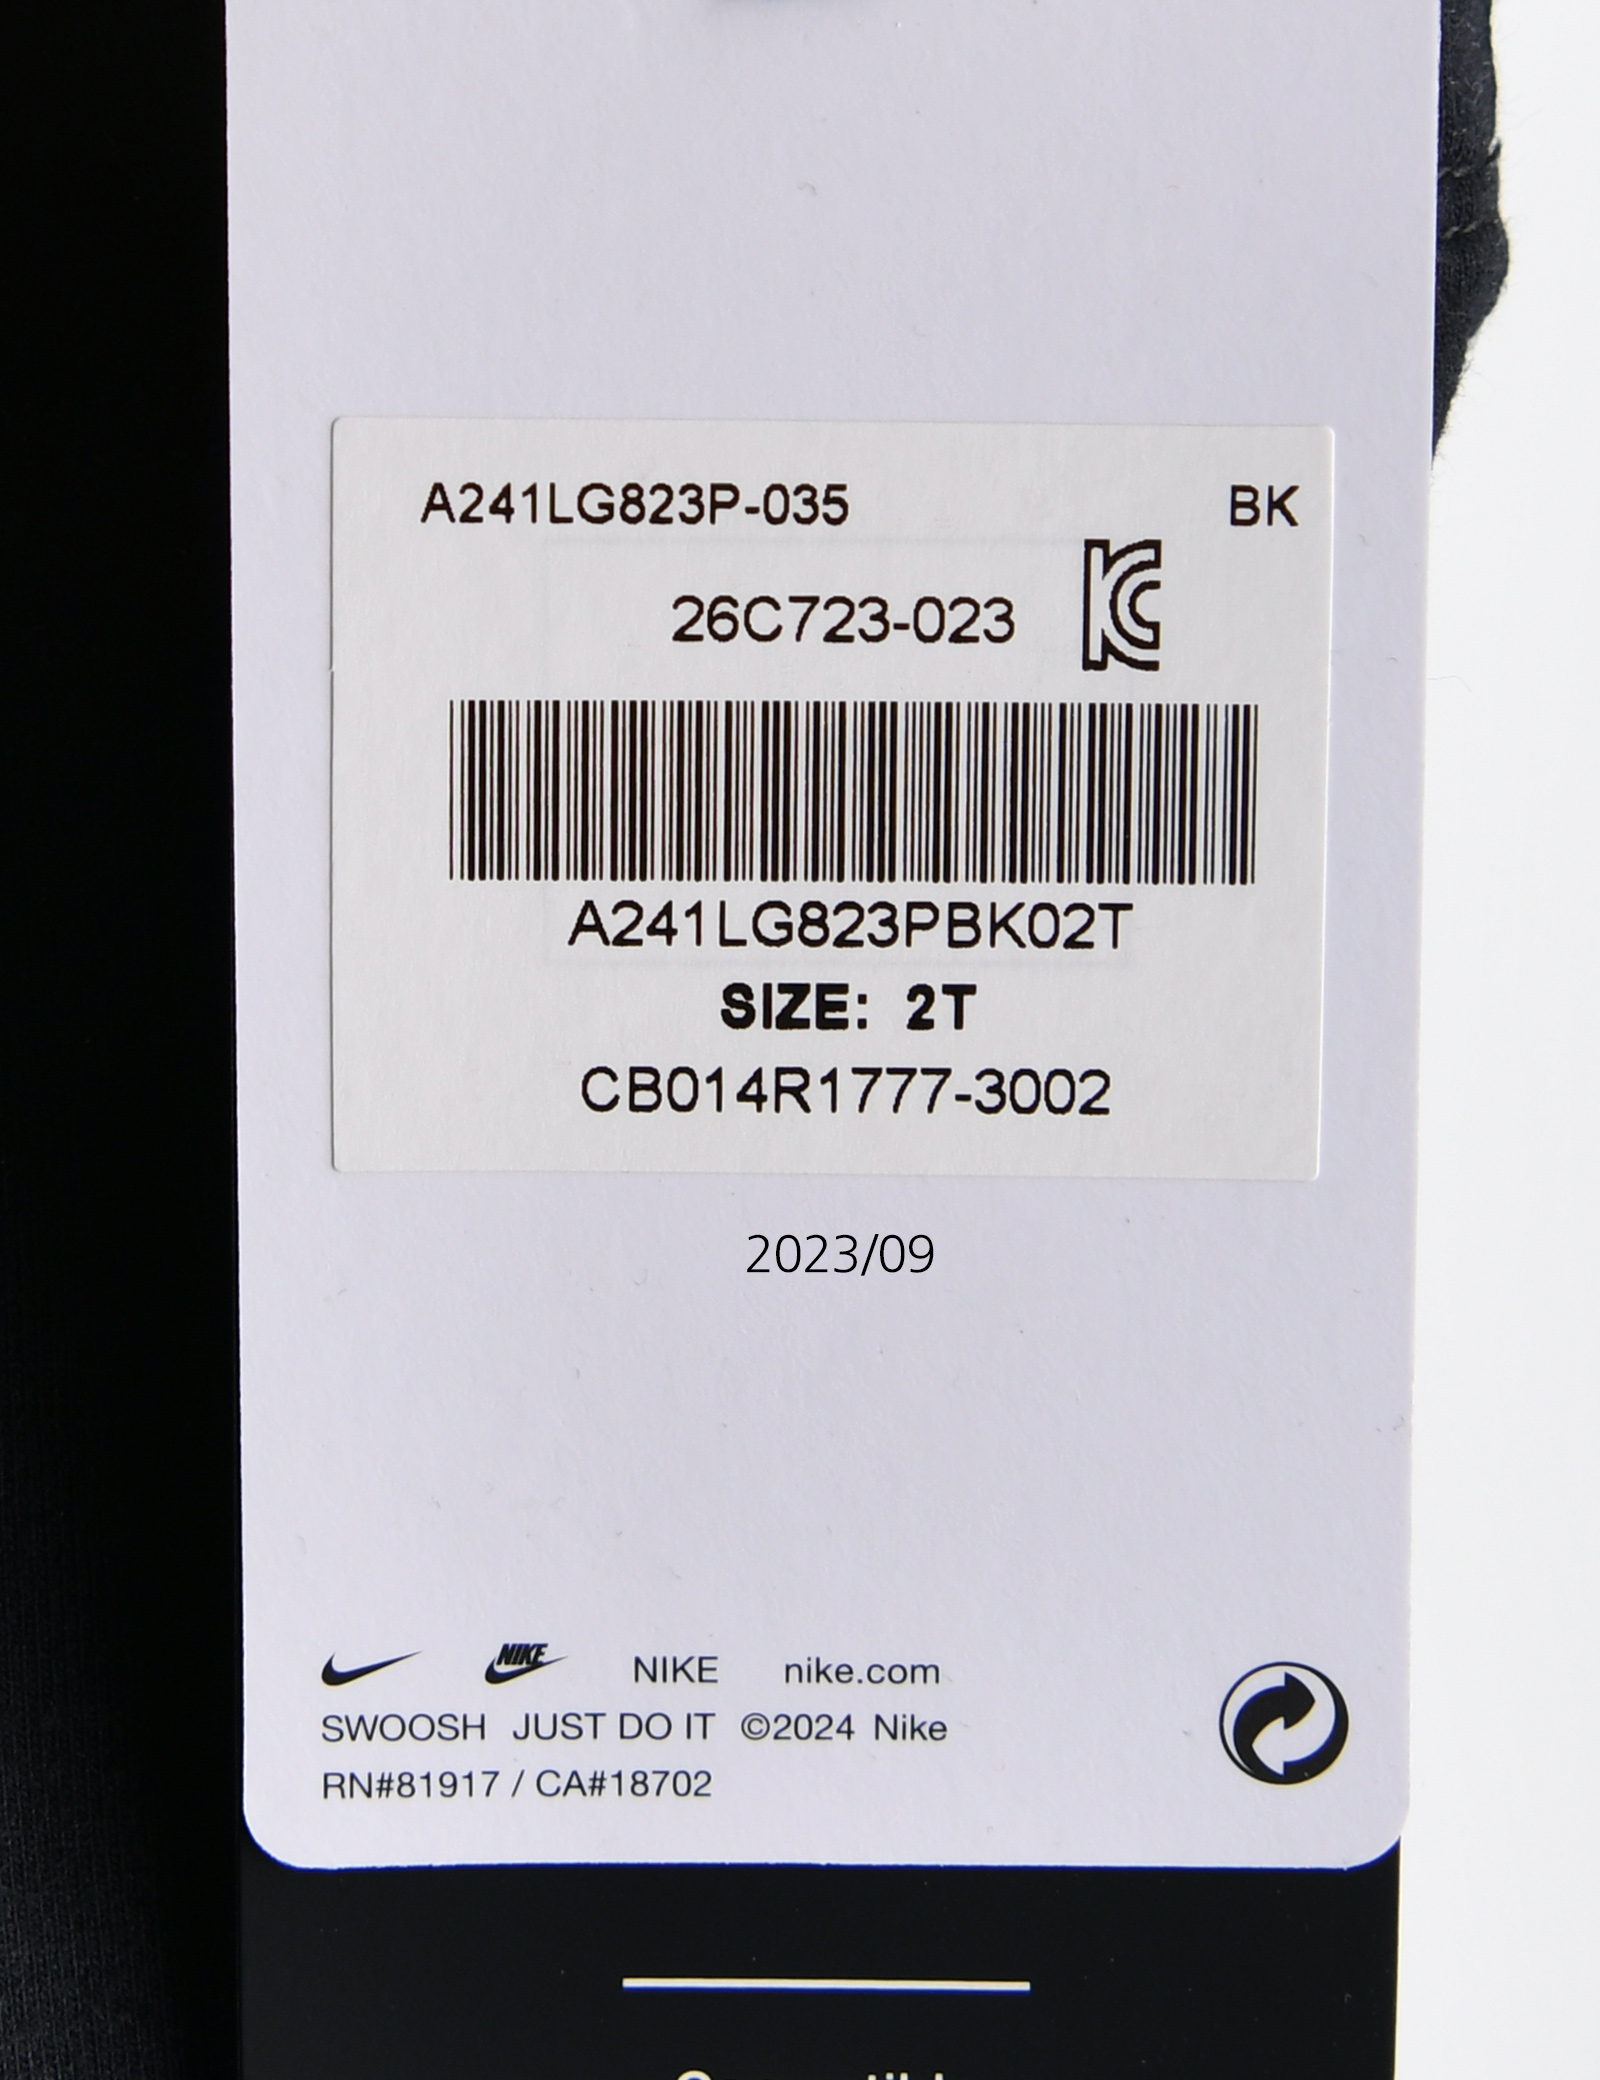 A241LG823P-035 BK
26C723-023
A241LG823PBK02T
SIZE: 2T
CB014R1777-3002
2023/09
NIKE NIKE nike.com
SWOOSH JUST DO IT ©2024 Nike
RN#81917 / CA#18702